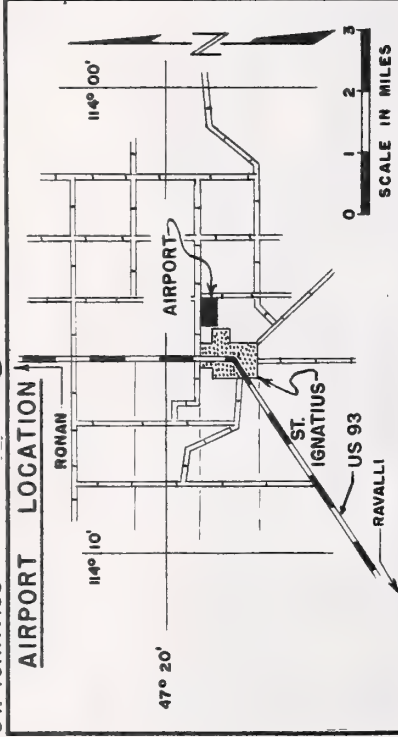 AIRPORT LOCATION
RONAN
114° 10'
114° 00'
47° 20'
AIRPORT
ST.
IGNATIUS
US 93
RAVALLI
N
0 1 2 3
SCALE IN MILES